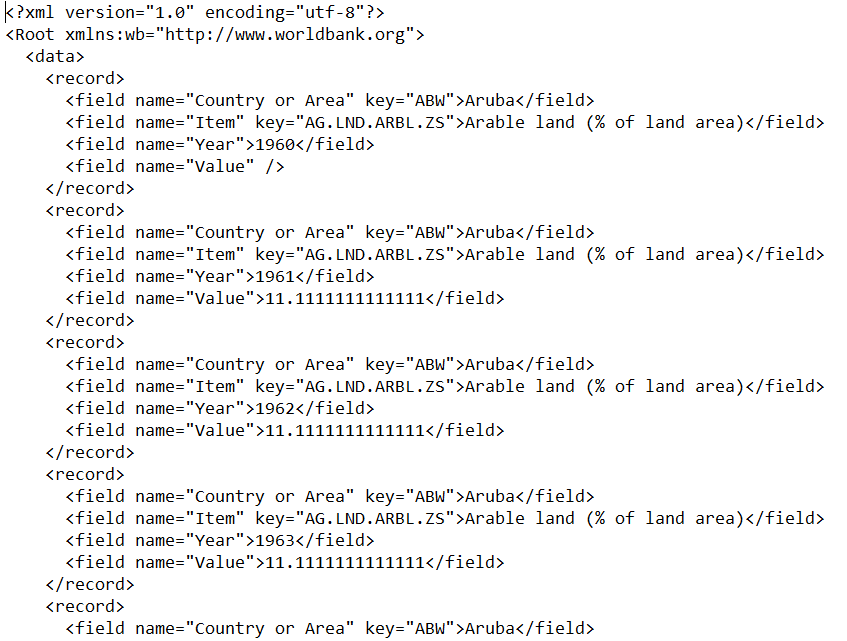 <?xml version="1.0" encoding="utf-8"?>
<Root xmlns:wb="http://www.worldbank.org">
  <data>
    <record>
      <field name="Country or Area" key="ABW">Aruba</field>
      <field name="Item" key="AG.LND.ARBL.ZS">Arable land (% of land area)</field>
      <field name="Year">1960</field>
      <field name="Value" />
    </record>
    <record>
      <field name="Country or Area" key="ABW">Aruba</field>
      <field name="Item" key="AG.LND.ARBL.ZS">Arable land (% of land area)</field>
      <field name="Year">1961</field>
      <field name="Value">11.1111111111111</field>
    </record>
    <record>
      <field name="Country or Area" key="ABW">Aruba</field>
      <field name="Item" key="AG.LND.ARBL.ZS">Arable land (% of land area)</field>
      <field name="Year">1962</field>
      <field name="Value">11.1111111111111</field>
    </record>
    <record>
      <field name="Country or Area" key="ABW">Aruba</field>
      <field name="Item" key="AG.LND.ARBL.ZS">Arable land (% of land area)</field>
      <field name="Year">1963</field>
      <field name="Value">11.1111111111111</field>
    </record>
    <record>
      <field name="Country or Area" key="ABW">Aruba</field>